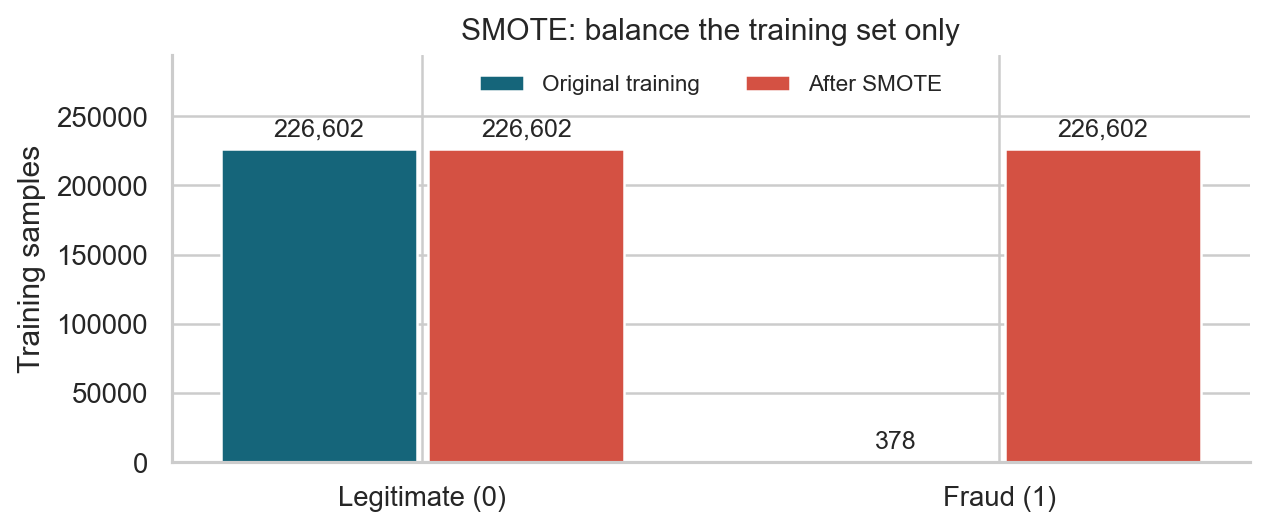 SMOTE: balance the training set only
Original training
After SMOTE
Training samples
250000
200000
150000
100000
50000
0
226,602
226,602
378
226,602
Legitimate (0)
Fraud (1)